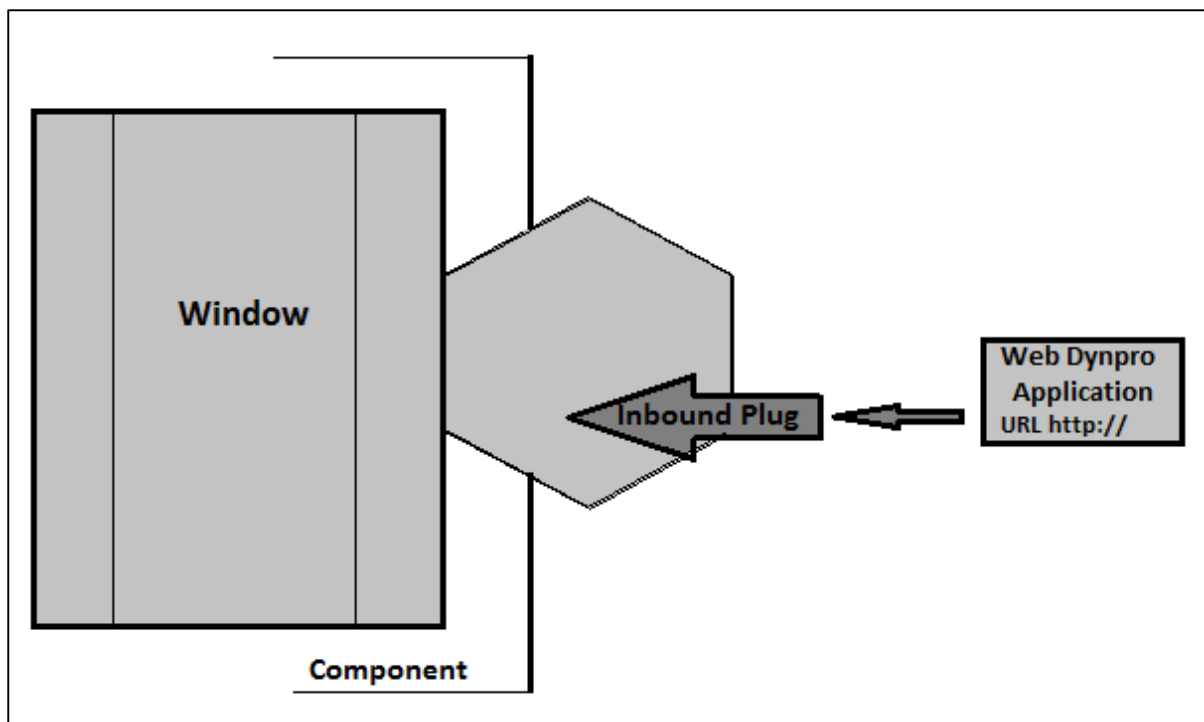 Window
Inbound Plug
Web Dynpro
Application
URL http://
Component